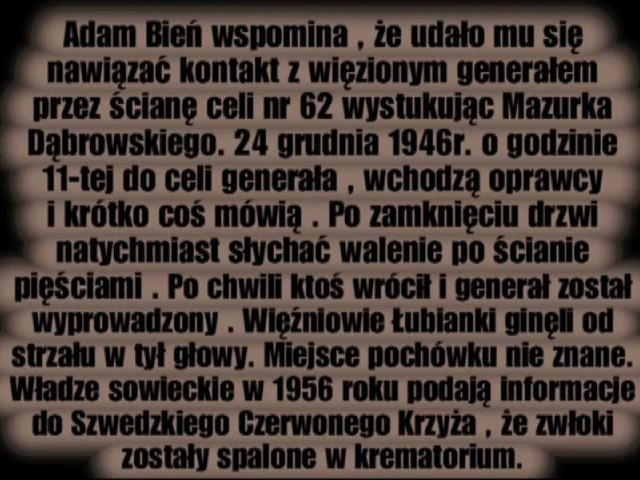 Adam Bień wspomina , że udało mu się
nawiązać kontakt z więzionym generałem
przez ścianę celi nr 62 wystukując Mazurka
Dąbrowskiego. 24 grudnia 1946r. o godzinie
11-tej do celi generała , wchodzą oprawcy
i krótko coś mówią . Po zamknięciu drzwi
natychmiast słychać walenie po ścianie
pięściami . Po chwili ktoś wrócił i generał został
wyprowadzony . Więźniowie Łubianki ginęli od
strzału w tył głowy. Miejsce pochówku nie znane.
Władze sowieckie w 1956 roku podają informacje
do Szwedzkiego Czerwonego Krzyża , że zwłoki
zostały spalone w krematorium.